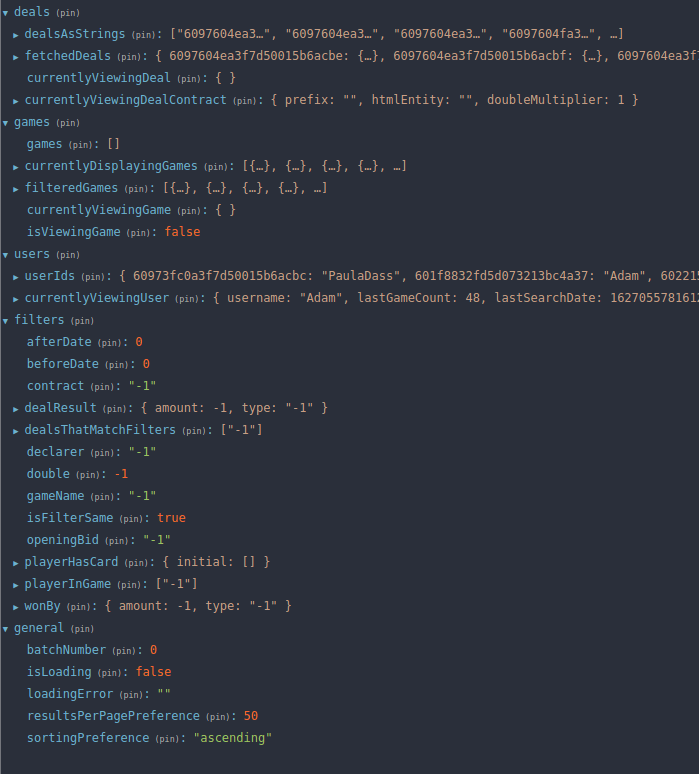 ▼ deals (pin)
▶ dealsAsStrings (pin): ["6097604ea3…", "6097604ea3…", "6097604ea3…", "6097604fa3…", …]
▶ fetchedDeals (pin): { 6097604ea3f7d50015b6acbe: {…}, 6097604ea3f7d50015b6acbf: {…}, 6097604ea3f7
currentlyViewingDeal (pin): { }
▶ currentlyViewingDealContract (pin): { prefix: "", htmlEntity: "", doubleMultiplier: 1 }
▼ games (pin)
games (pin): []
▶ currentlyDisplayingGames (pin): [{…}, {…}, {…}, {…}, …]
▶ filteredGames (pin): [{…}, {…}, {…}, {…}, …]
currentlyViewingGame (pin): { }
isViewingGame (pin): false
▼ users (pin)
▶ userIds (pin): { 60973fc0a3f7d50015b6acbc: "PaulaDass", 601f8832fd5d073213bc4a37: "Adam", 602215
▶ currentlyViewingUser (pin): { username: "Adam", lastGameCount: 48, lastSearchDate: 1627055781612
▼ filters (pin)
afterDate (pin): 0
beforeDate (pin): 0
contract (pin): "-1"
▶ dealResult (pin): { amount: -1, type: "-1" }
▶ dealsThatMatchFilters (pin): ["-1"]
declarer (pin): "-1"
double (pin): -1
gameName (pin): "-1"
isFilterSame (pin): true
openingBid (pin): "-1"
▶ playerHasCard (pin): { initial: [] }
▶ playerInGame (pin): ["-1"]
▶ wonBy (pin): { amount: -1, type: "-1" }
▼ general (pin)
batchNumber (pin): 0
isLoading (pin): false
loadingError (pin): ""
resultsPerPagePreference (pin): 50
sortingPreference (pin): "ascending"